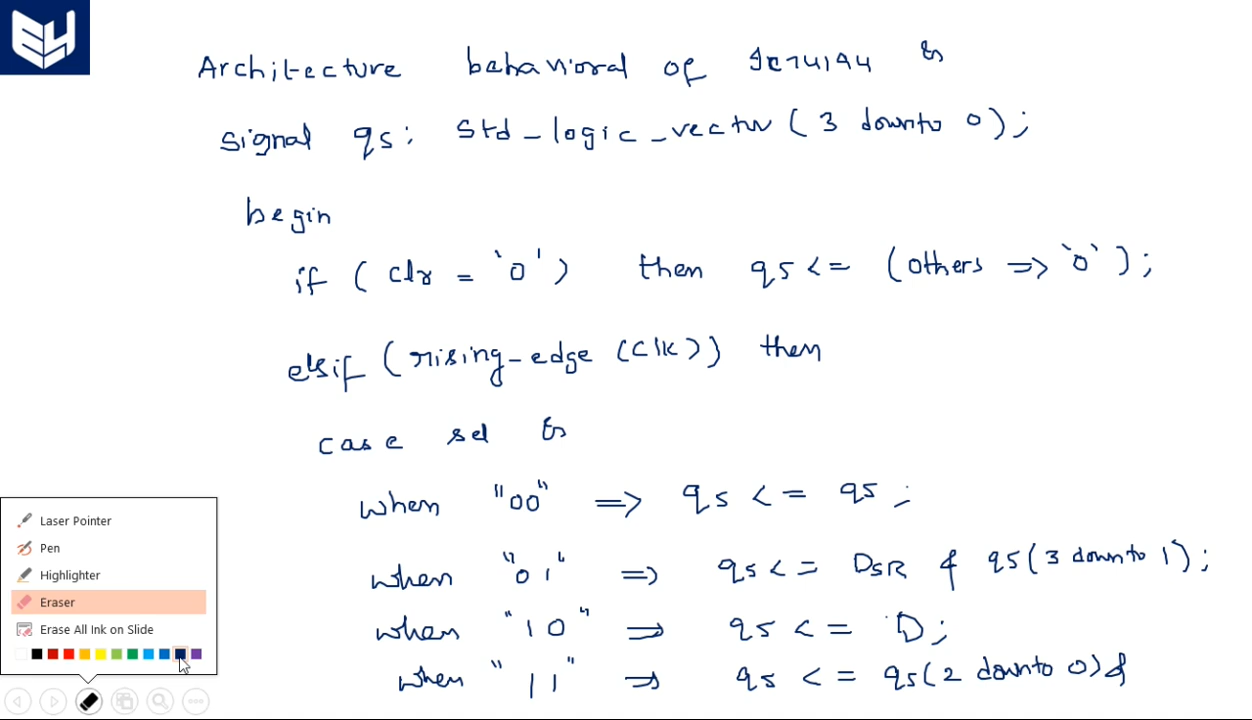 Architecture behavioral of Ic74194 is
signal qs: std_logic_vector (3 downto 0);
begin
if (clr = '0') then qs <= (others => '0');
elsif (rising-edge (clk)) then
case sel is
when "00" => qs <= qs;
when "01" => qs <= DSR & qs(3 downto 1);
when "10" => qs <= D;
when "11" => qs <= qs(2 downto 0) &
Laser Pointer
Pen
Highlighter
Eraser
Erase All Ink on Slide